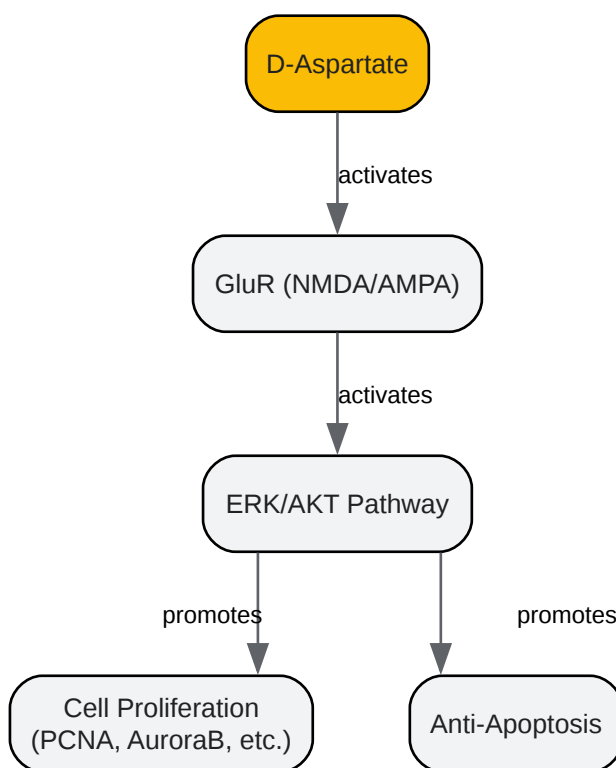 D-Aspartate
activates
GluR (NMDA/AMPA)
activates
ERK/AKT Pathway
promotes
promotes
Cell Proliferation
(PCNA, AuroraB, etc.)
Anti-Apoptosis